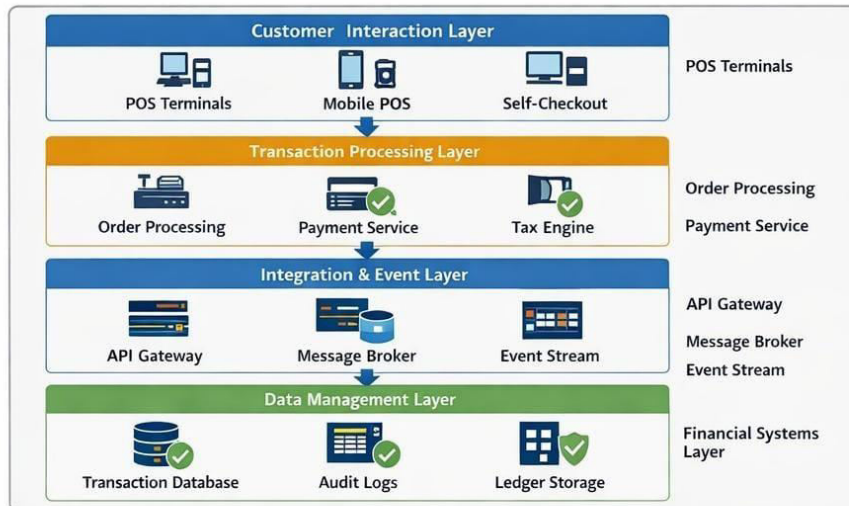 Customer Interaction Layer
POS Terminals
Mobile POS
Self-Checkout
POS Terminals
Transaction Processing Layer
Order Processing
Payment Service
Tax Engine
Order Processing
Payment Service
Integration & Event Layer
API Gateway
Message Broker
Event Stream
API Gateway
Message Broker
Event Stream
Data Management Layer
Transaction Database
Audit Logs
Ledger Storage
Financial Systems
Layer